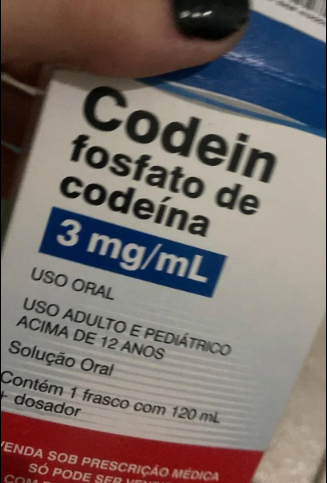 Codein
fosfato de
codeína
3 mg/mL
USO ORAL
USO ADULTO E PEDIÁTRICO
ACIMA DE 12 ANOS
Solução Oral
Contém 1 frasco com 120 mL
+ dosador
VENDA SOB PRESCRIÇÃO MÉDICA
SÓ PODE SER
COM